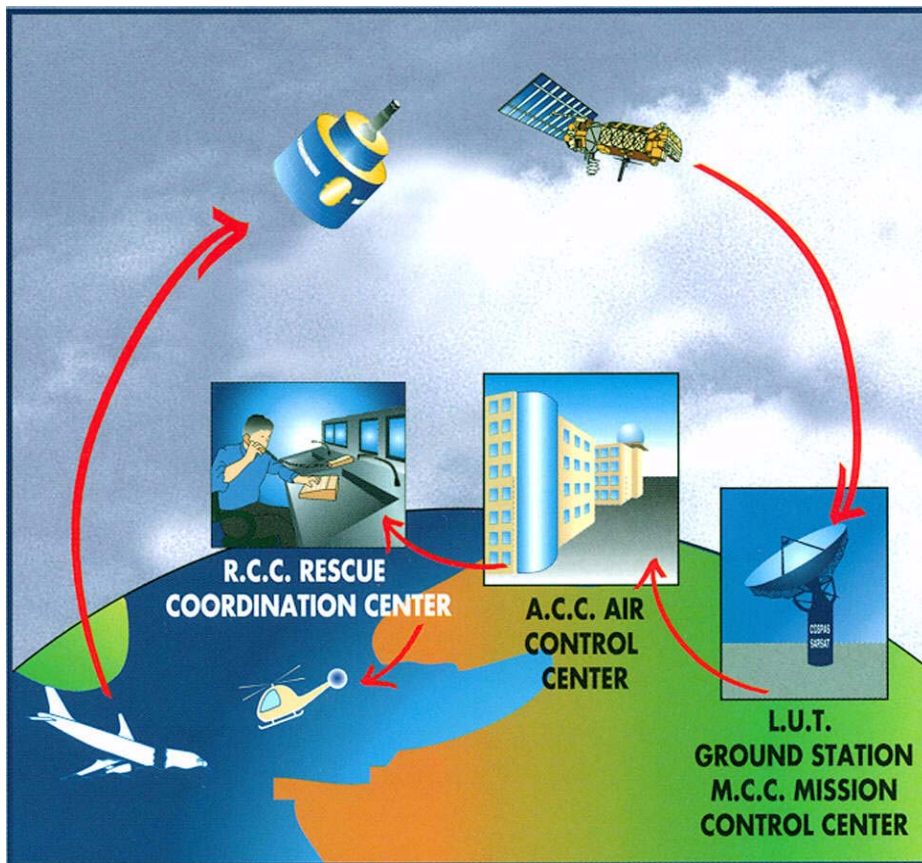 R.C.C. RESCUE
COORDINATION CENTER
A.C.C. AIR
CONTROL
CENTER
COSPAS
SARSAT
L.U.T.
GROUND STATION
M.C.C. MISSION
CONTROL CENTER